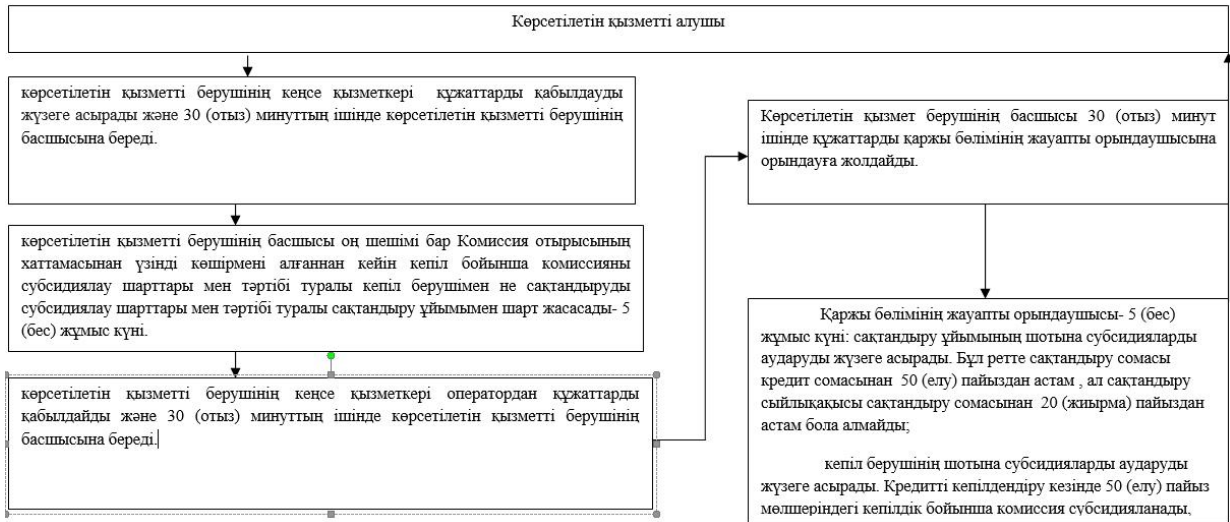 Көрсетілетін қызметті алушы
көрсетілетін қызметті берушінің кеңсе қызметкері құжаттарды қабылдауды
жүзеге асырады және 30 (отыз) минуттың ішінде көрсетілетін қызметті берушінің
басшысына береді.
көрсетілетін қызметті берушінің басшысы оң шешімі бар Комиссия отырысының
хаттамасынан үзінді көшірмені алғаннан кейін кепіл бойынша комиссияны
субсидиялау шарттары мен тәртібі туралы кепіл берушімен не сақтандыруды
субсидиялау шарттары мен тәртібі туралы сақтандыру ұйымымен шарт жасасады- 5
(бес) жұмыс күні.
көрсетілетін қызметті берушінің кеңсе қызметкері оператордан құжаттарды
қабылдайды және 30 (отыз) минуттың ішінде көрсетілетін қызметті берушінің
басшысына береді.
Көрсетілетін қызмет берушінің басшысы 30 (отыз) минут
ішінде құжаттарды қаржы бөлімінің жауапты орындаушысына
орындауға жолдайды.
Қаржы бөлімінің жауапты орындаушысы- 5 (бес)
жұмыс күні: сақтандыру ұйымының шотына субсидияларды
аударуды жүзеге асырады. Бұл ретте сақтандыру сомасы
кредит сомасынан 50 (елу) пайыздан астам , ал сақтандыру
сыйлықақысы сақтандыру сомасынан 20 (жиырма) пайыздан
астам бола алмайды;
кепіл берушінің шотына субсидияларды аударуды
жүзеге асырады. Кредитті кепілдендіру кезінде 50 (елу) пайыз
мөлшеріндегі кепілдік бойынша комиссия субсидияланады,